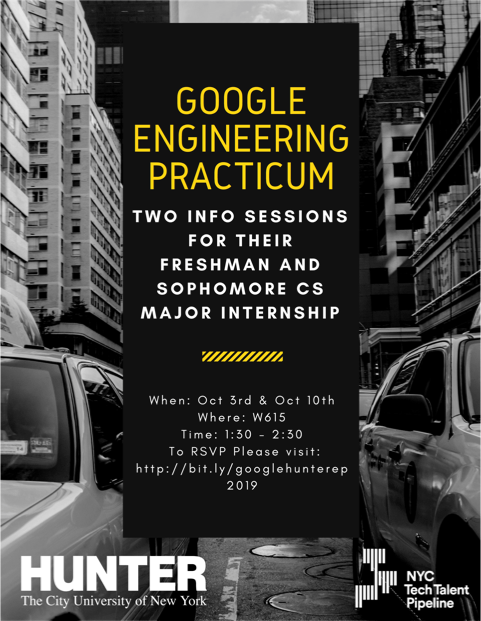 GOOGLE
ENGINEERING
PRACTICUM
TWO INFO SESSIONS
FOR THEIR
FRESHMAN AND
SOPHOMORE CS
MAJOR INTERNSHIP
When: Oct 3rd & Oct 10th
Where: W615
Time: 1:30 - 2:30
To RSVP Please visit:
http://bit.ly/googlehunterep
2019
HUNTER
The City University of New York
NYC
Tech Talent
Pipeline